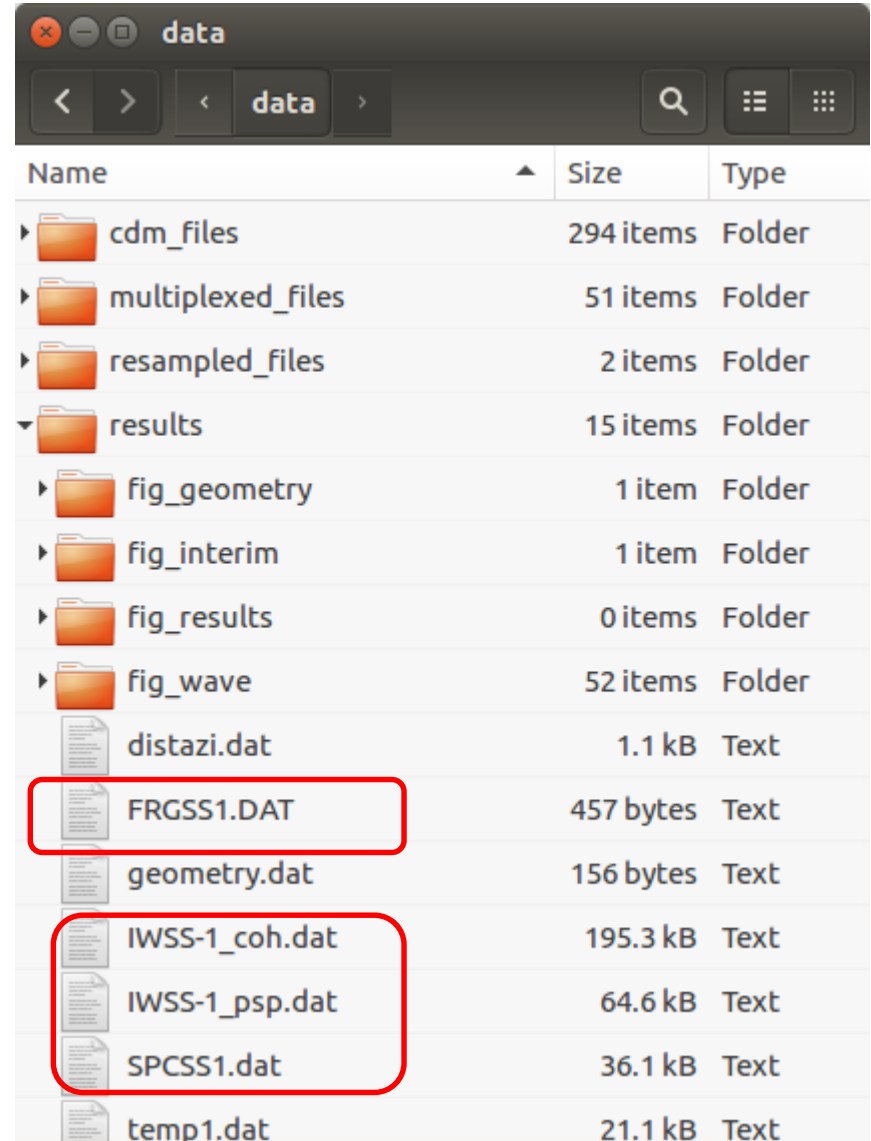 data
data
Name Size Type
cdm_files 294 items Folder
multiplexed_files 51 items Folder
resampled_files 2 items Folder
results 15 items Folder
fig_geometry 1 item Folder
fig_interim 1 item Folder
fig_results 0 items Folder
fig_wave 52 items Folder
distazi.dat 1.1 kB Text
FRGSS1.DAT 457 bytes Text
geometry.dat 156 bytes Text
IWSS-1_coh.dat 195.3 kB Text
IWSS-1_psp.dat 64.6 kB Text
SPCSS1.dat 36.1 kB Text
temp1.dat 21.1 kB Text